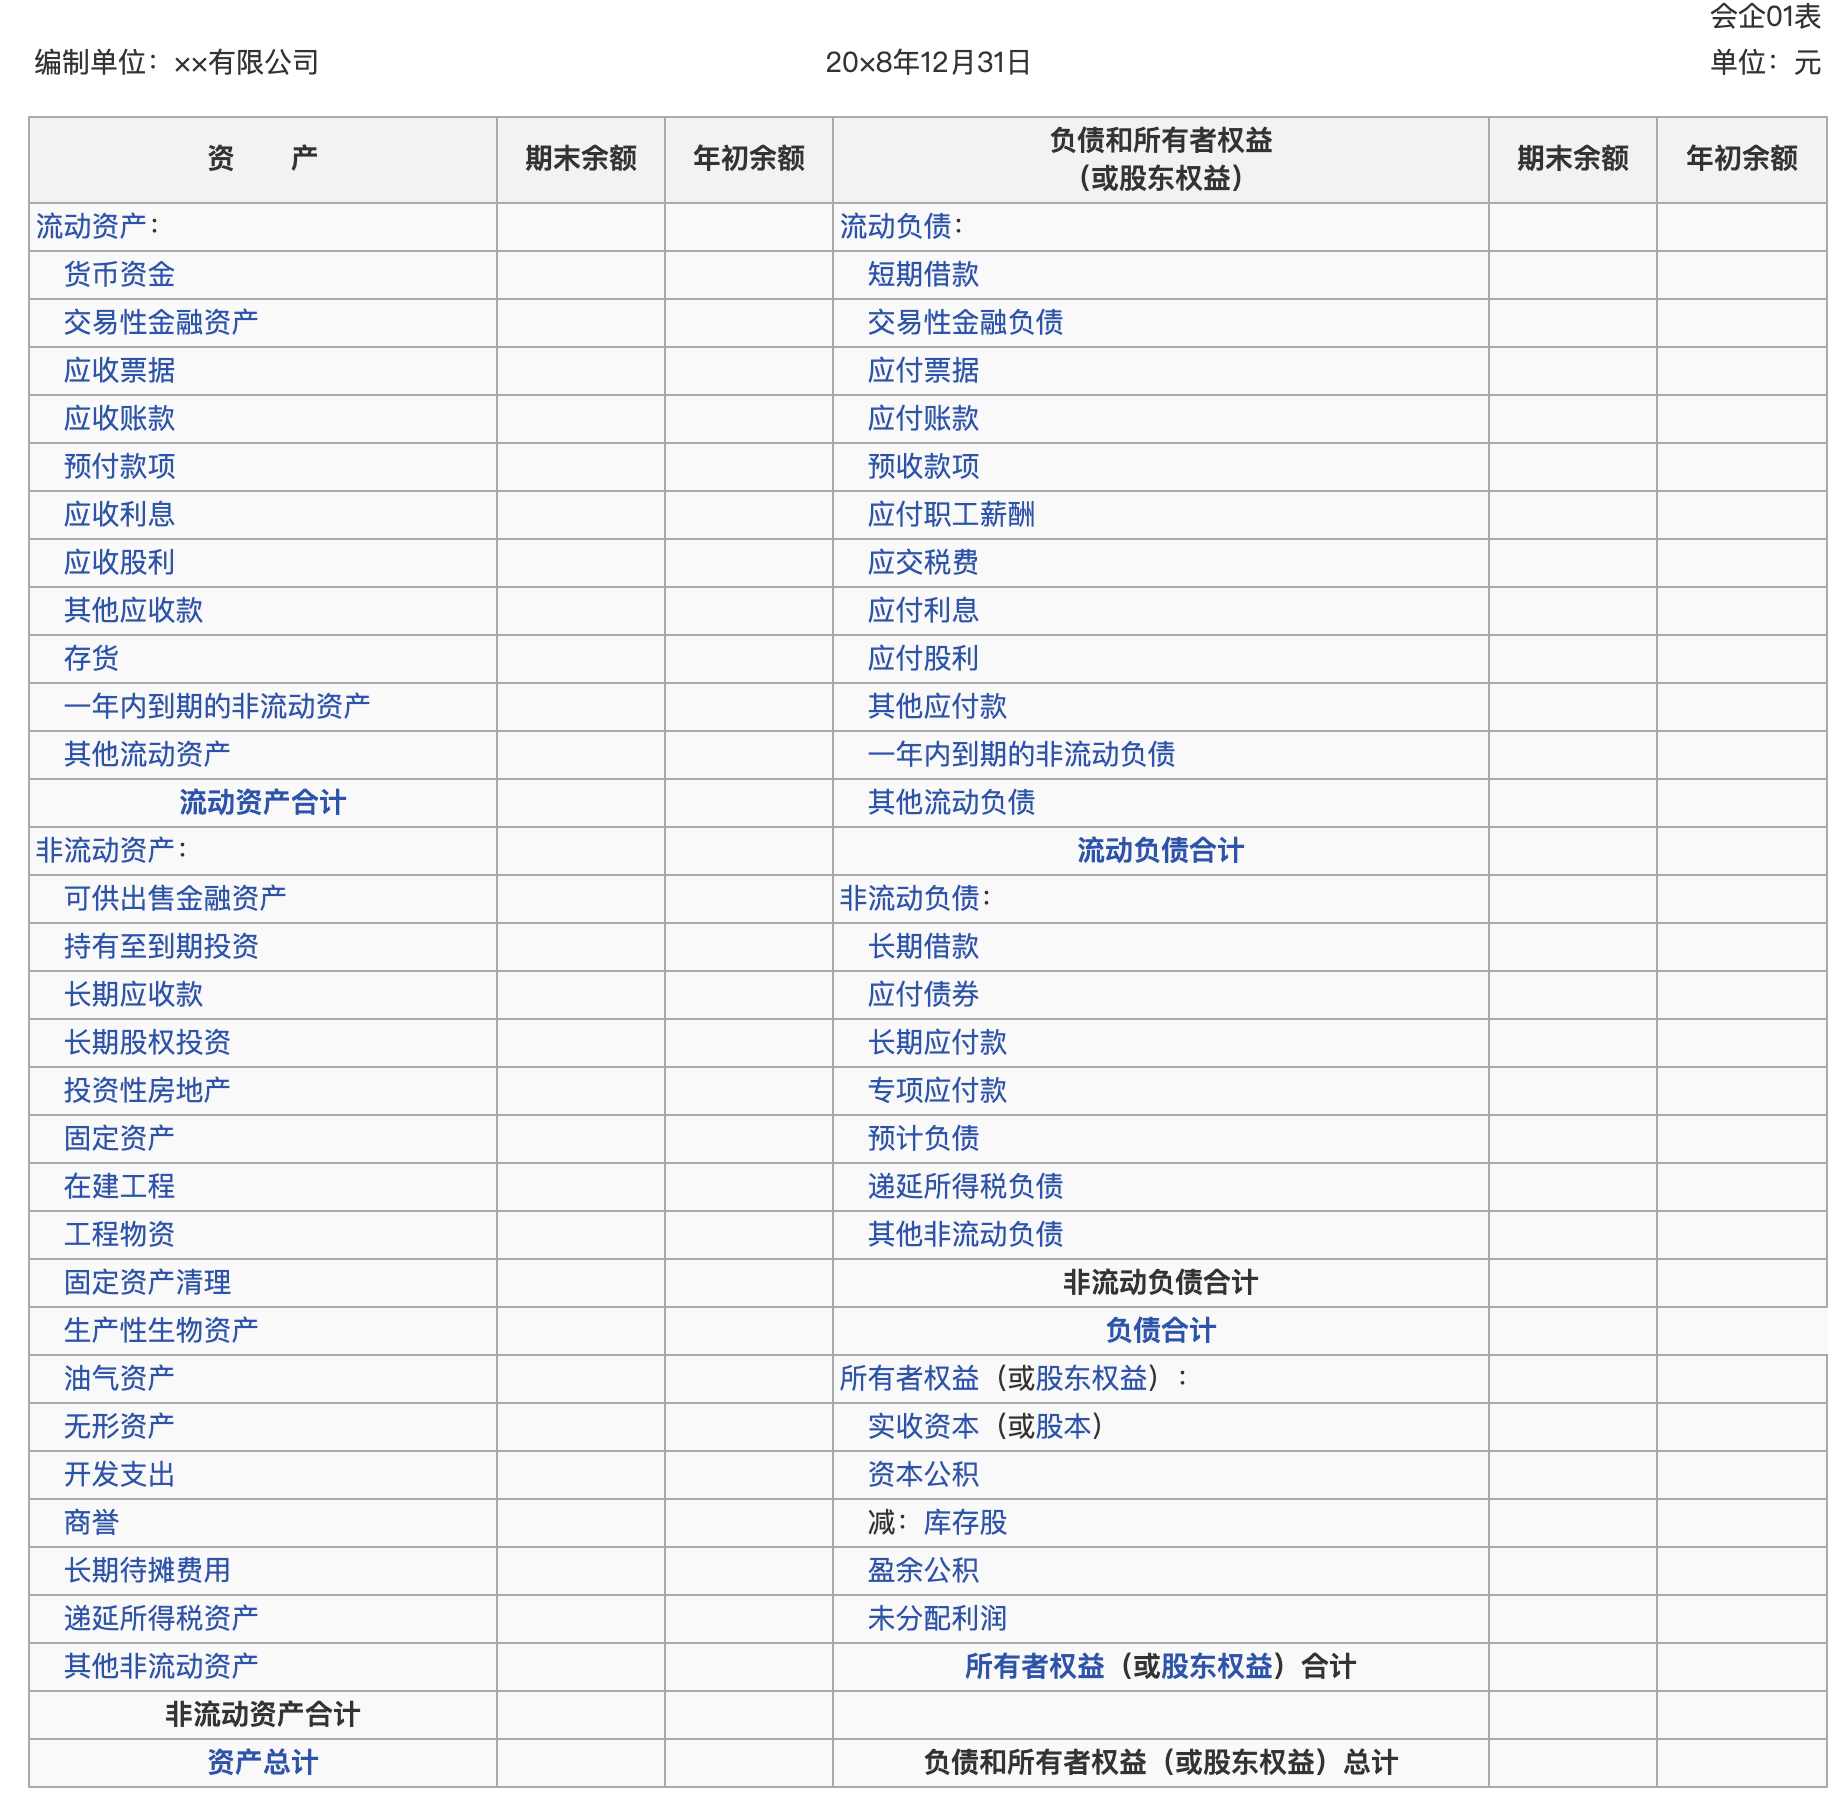 会企01表
编制单位：××有限公司 20×8年12月31日 单位：元
资 产 期末余额 年初余额 负债和所有者权益 期末余额 年初余额
（或股东权益）
流动资产： 流动负债：
货币资金 短期借款
交易性金融资产 交易性金融负债
应收票据 应付票据
应收账款 应付账款
预付款项 预收款项
应收利息 应付职工薪酬
应收股利 应交税费
其他应收款 应付利息
存货 应付股利
一年内到期的非流动资产 其他应付款
其他流动资产 一年内到期的非流动负债
流动资产合计 其他流动负债
非流动资产： 流动负债合计
可供出售金融资产 非流动负债：
持有至到期投资 长期借款
长期应收款 应付债券
长期股权投资 长期应付款
投资性房地产 专项应付款
固定资产 预计负债
在建工程 递延所得税负债
工程物资 其他非流动负债
固定资产清理 非流动负债合计
生产性生物资产 负债合计
油气资产 所有者权益（或股东权益）：
无形资产 实收资本（或股本）
开发支出 资本公积
商誉 减：库存股
长期待摊费用 盈余公积
递延所得税资产 未分配利润
其他非流动资产 所有者权益（或股东权益）合计
非流动资产合计
资产总计 负债和所有者权益（或股东权益）总计